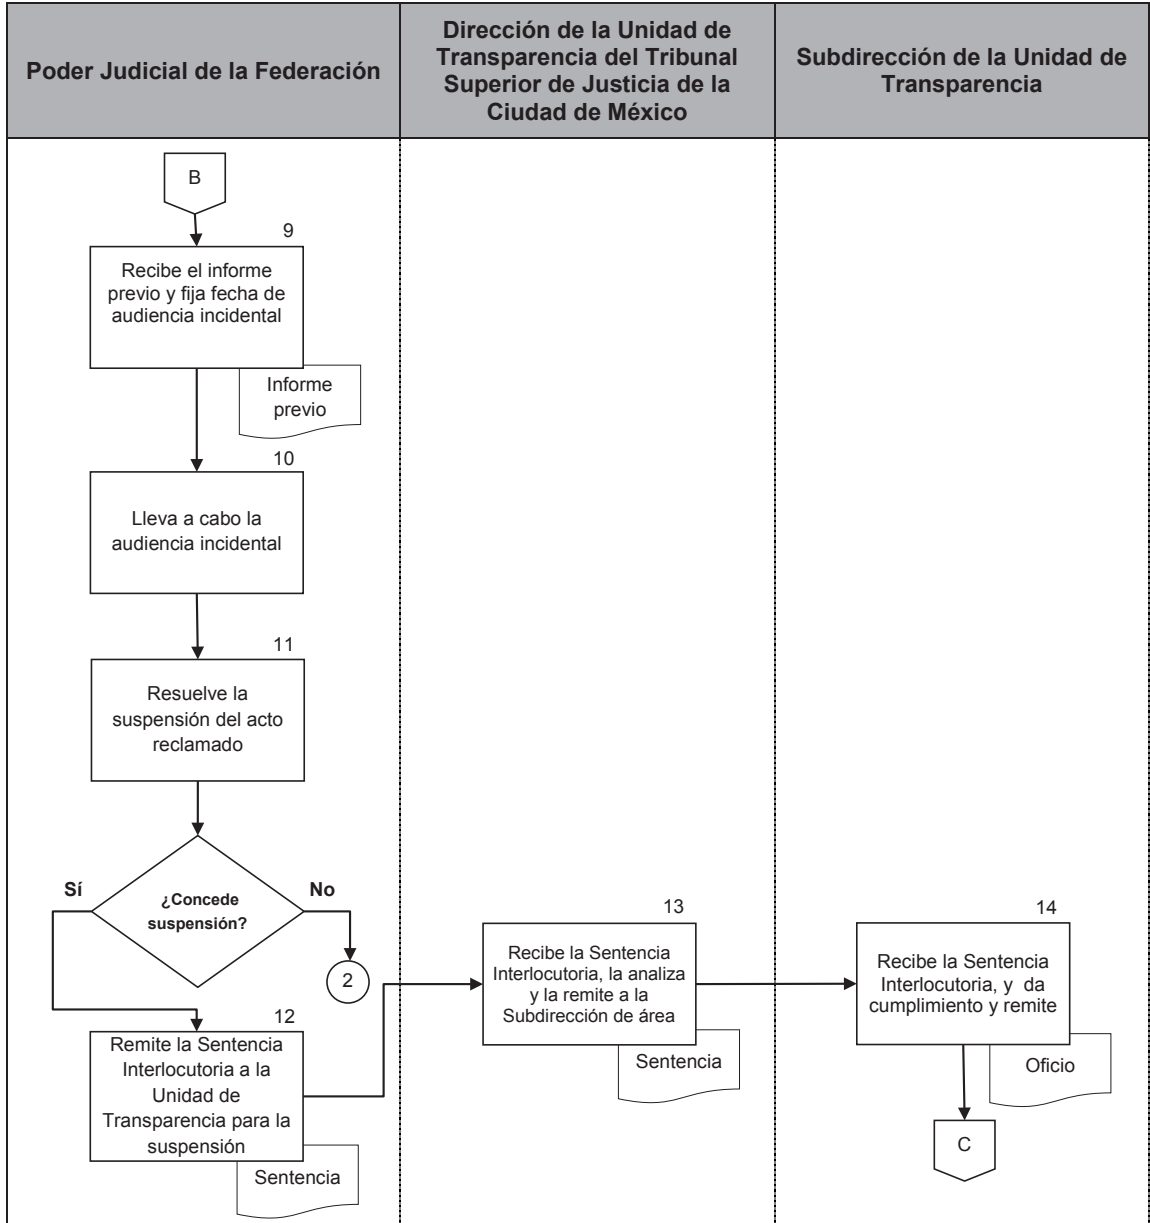 Poder Judicial de la Federación
Dirección de la Unidad de
Transparencia del Tribunal
Superior de Justicia de la
Ciudad de México
Subdirección de la Unidad de
Transparencia
B
9
Recibe el informe
previo y fija fecha de
audiencia incidental
Informe
previo
10
Lleva a cabo la
audiencia incidental
11
Resuelve la
suspensión del acto
reclamado
¿Concede
suspensión?
Sí
No
2
12
Remite la Sentencia
Interlocutoria a la
Unidad de
Transparencia para la
suspensión
Sentencia
13
Recibe la Sentencia
Interlocutoria, la analiza
y la remite a la
Subdirección de área
Sentencia
14
Recibe la Sentencia
Interlocutoria, y  da
cumplimiento y remite
Oficio
C